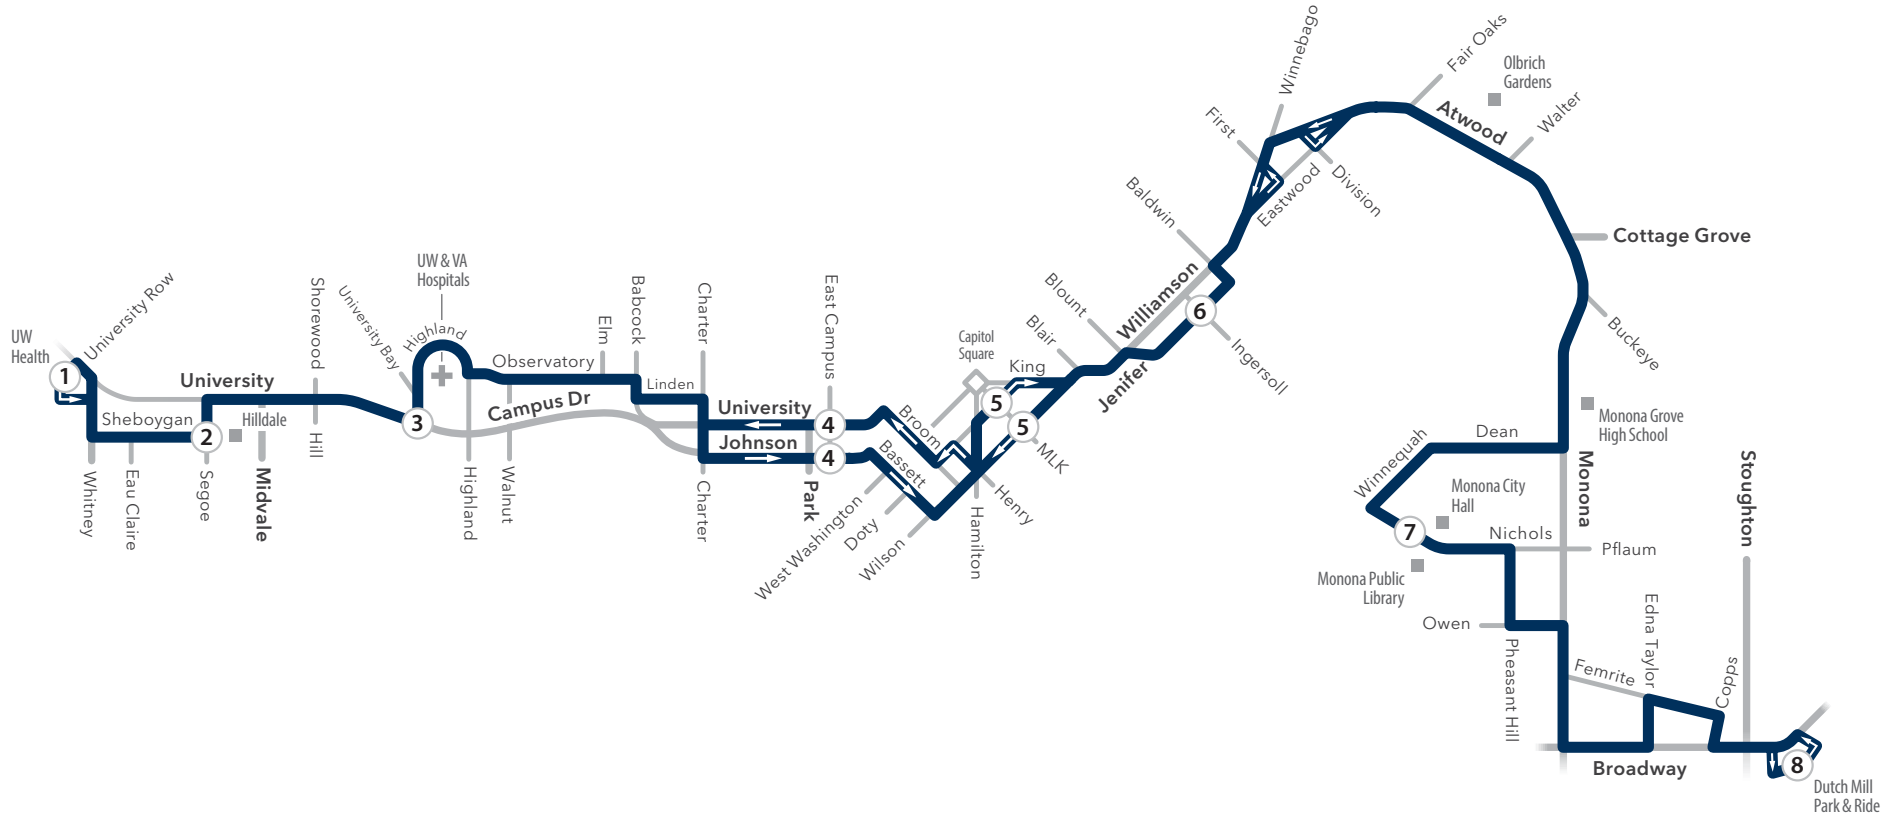 UW
Health
1
University Row
Sheboygan
Whitney
Eau Claire
2
Segoe
University
Hilldale
Midvale
Shorewood
Hill
University Bay
3
UW & VA
Hospitals
Highland
Highland
Observatory
Walnut
Campus Dr
Elm
Babcock
Linden
Charter
Charter
University
Johnson
East Campus
4
4
Park
Broom
Bassett
West Washington
Doty
Wilson
Capitol
Square
King
5
5
MLK
Henry
Hamilton
Blair
Blount
Williamson
Jenifer
Baldwin
6
Ingersoll
First
Winnebago
Eastwood
Division
Fair Oaks
Olbrich
Gardens
Atwood
Walter
Cottage Grove
Buckeye
Monona Grove
High School
Dean
Winnequah
Monona
Monona City
Hall
7
Nichols
Pflaum
Monona Public
Library
Owen
Pheasant Hill
Femrite
Edna Taylor
Copps
Stoughton
Broadway
8
Dutch Mill
Park & Ride